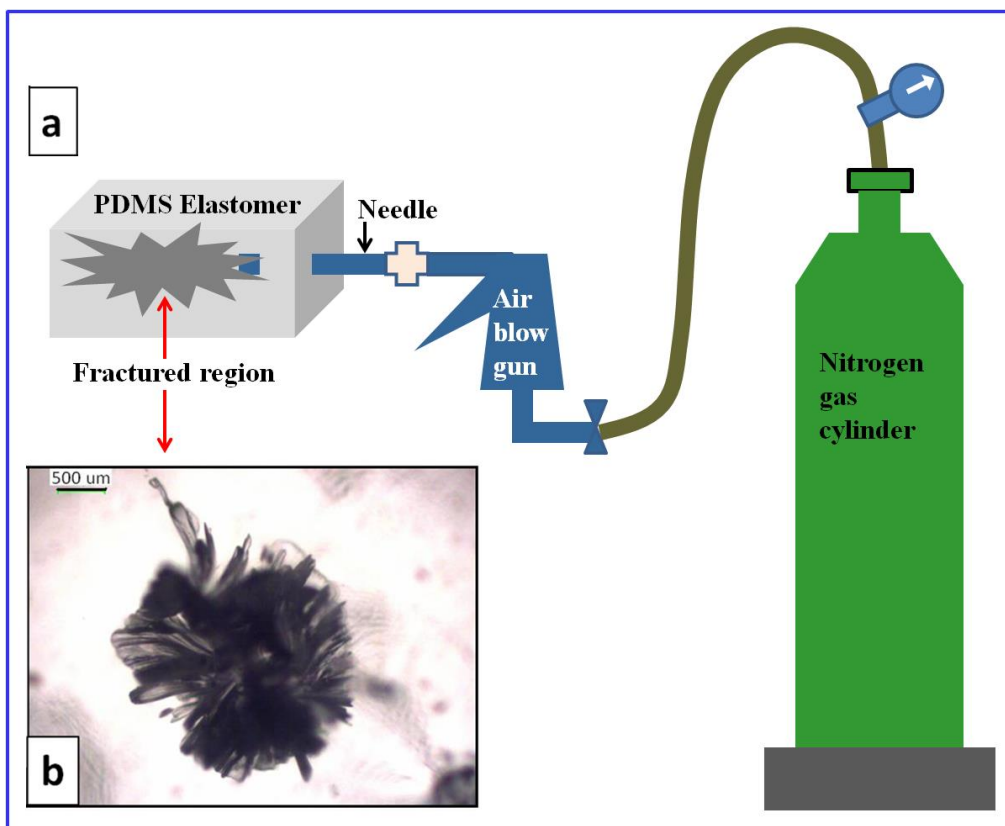 a
PDMS Elastomer
Needle
Air
blow
gun
Fractured region
Nitrogen
gas
cylinder
500 um
b